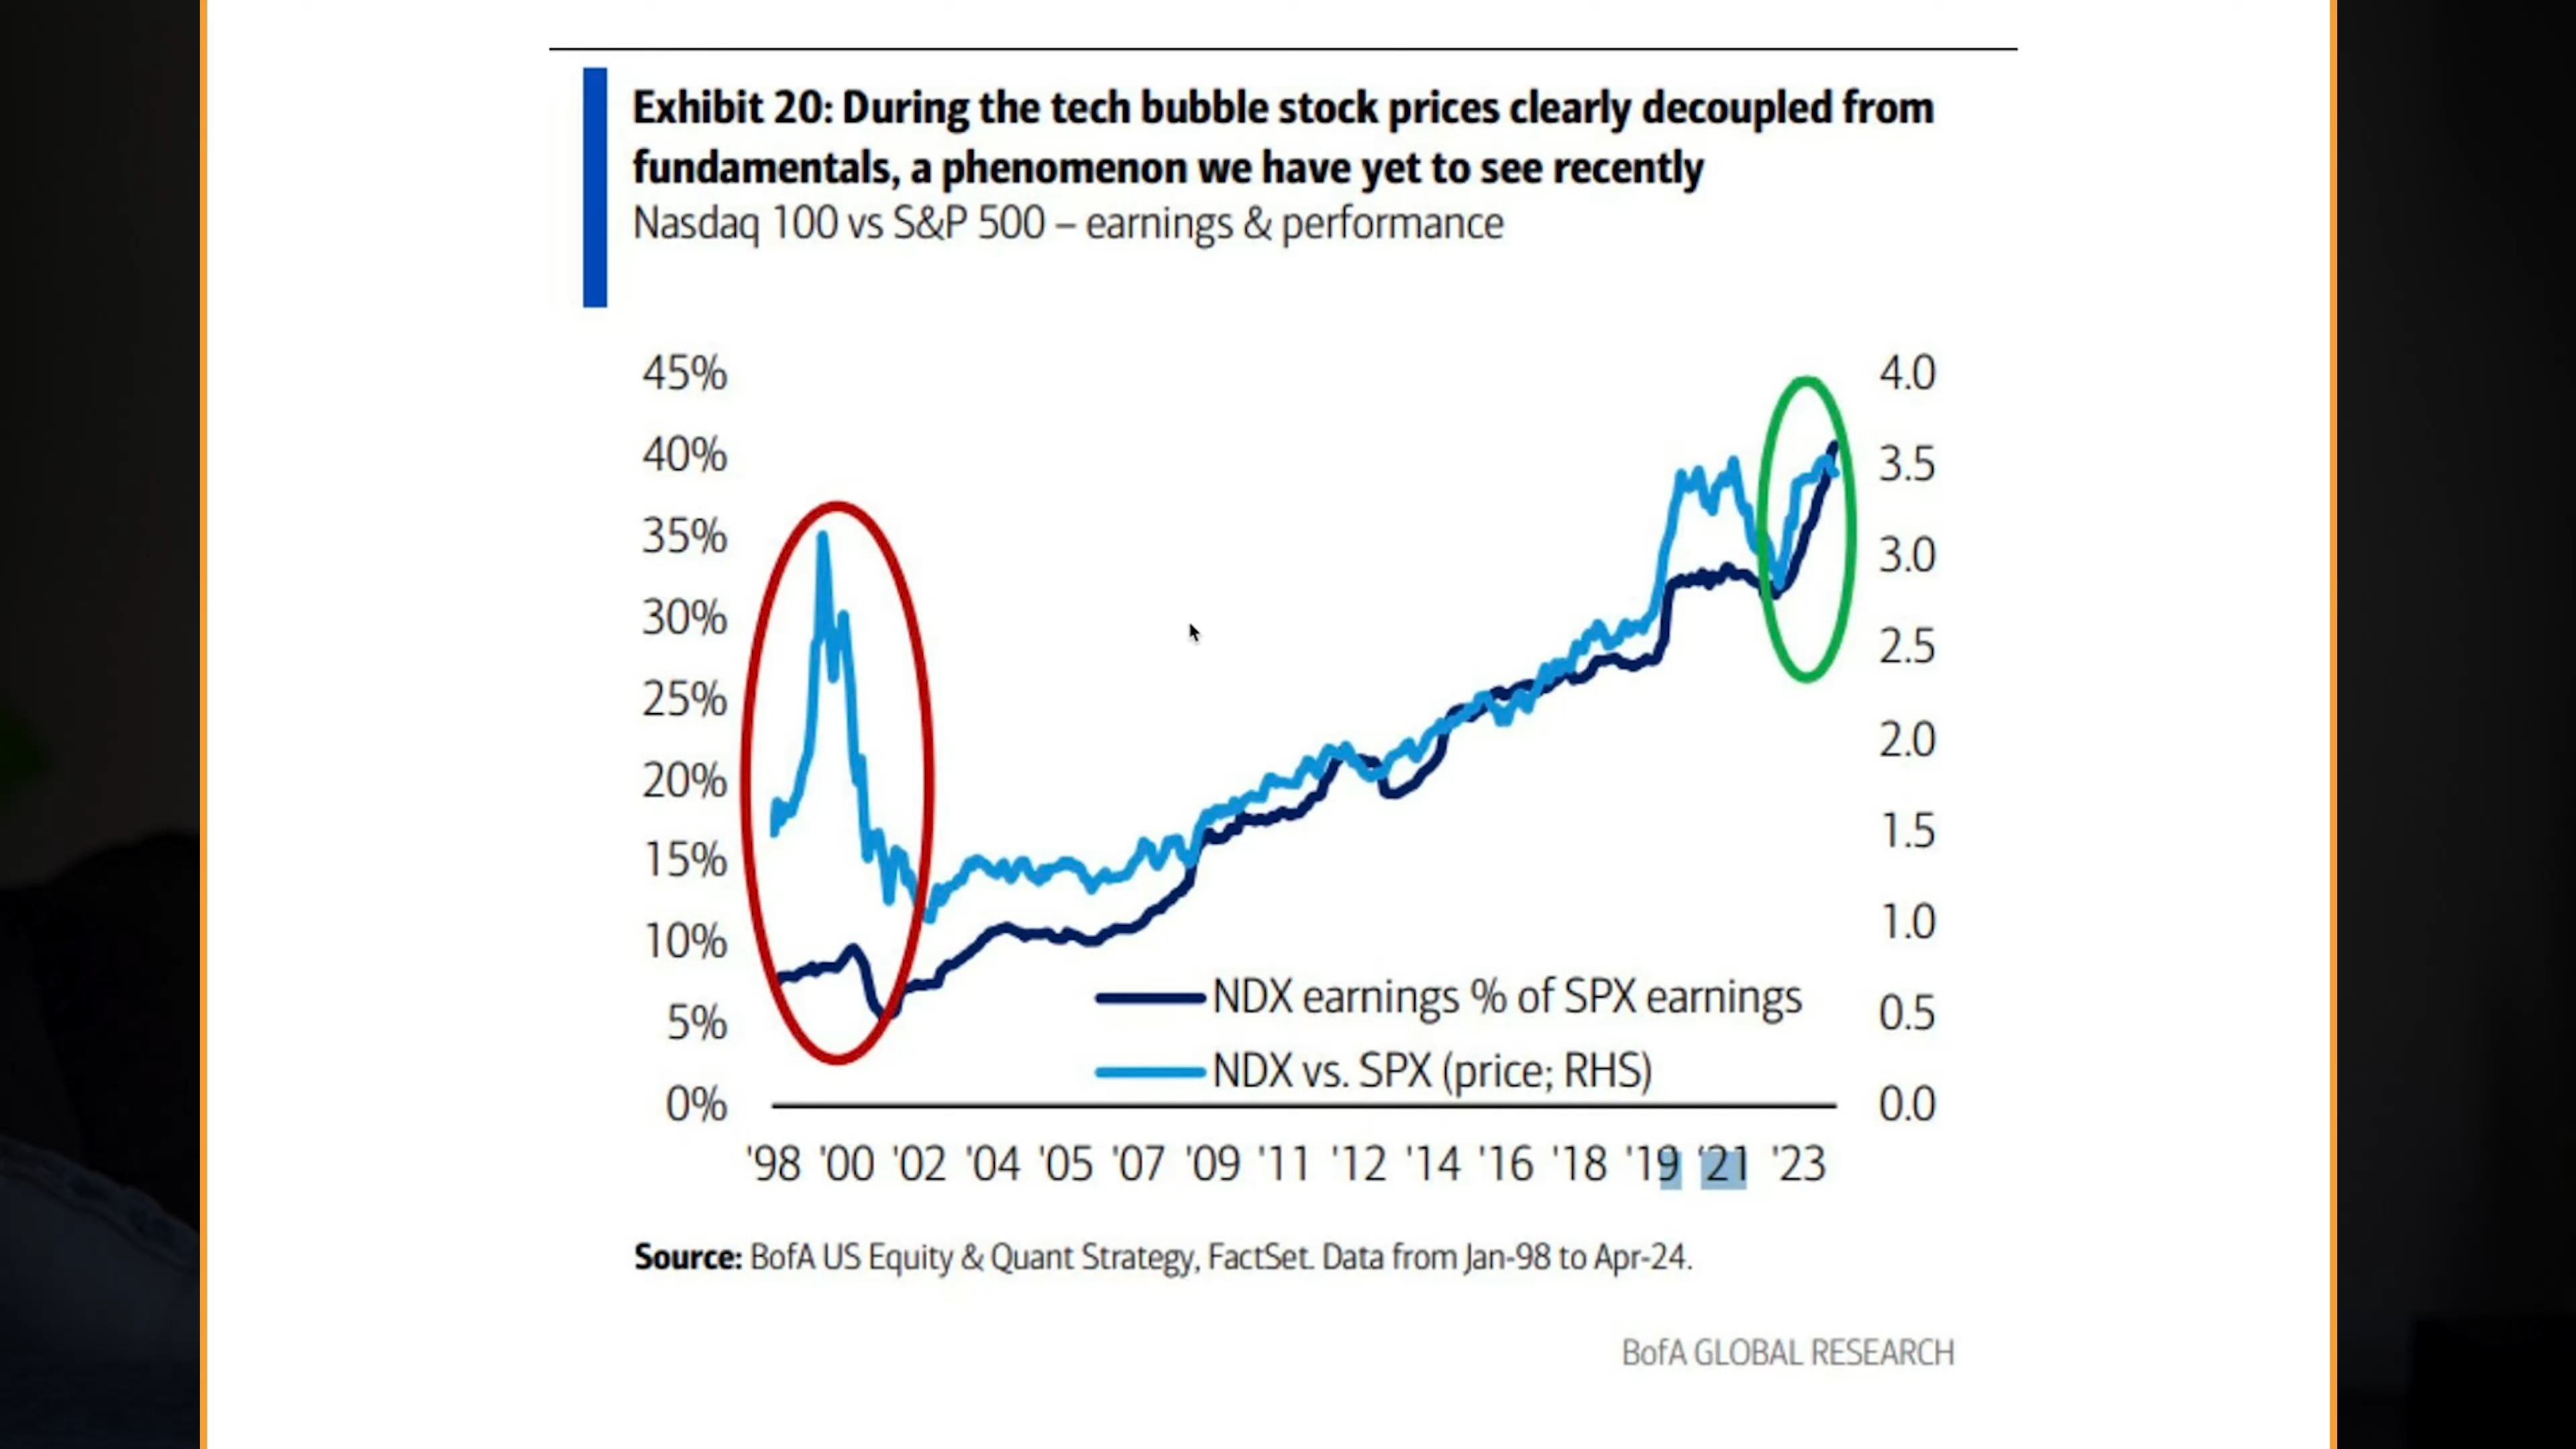 Exhibit 20: During the tech bubble stock prices clearly decoupled from
fundamentals, a phenomenon we have yet to see recently
Nasdaq 100 vs S&P 500 – earnings & performance
45%
40%
35%
30%
25%
20%
15%
10%
5%
0%
4.0
3.5
3.0
2.5
2.0
1.5
1.0
0.5
0.0
NDX earnings % of SPX earnings
NDX vs. SPX (price; RHS)
'98 '00 '02 '04 '05 '07 '09 '11 '12 '14 '16 '18 '19 '21 '23
Source: BofA US Equity & Quant Strategy, FactSet. Data from Jan-98 to Apr-24.
BofA GLOBAL RESEARCH